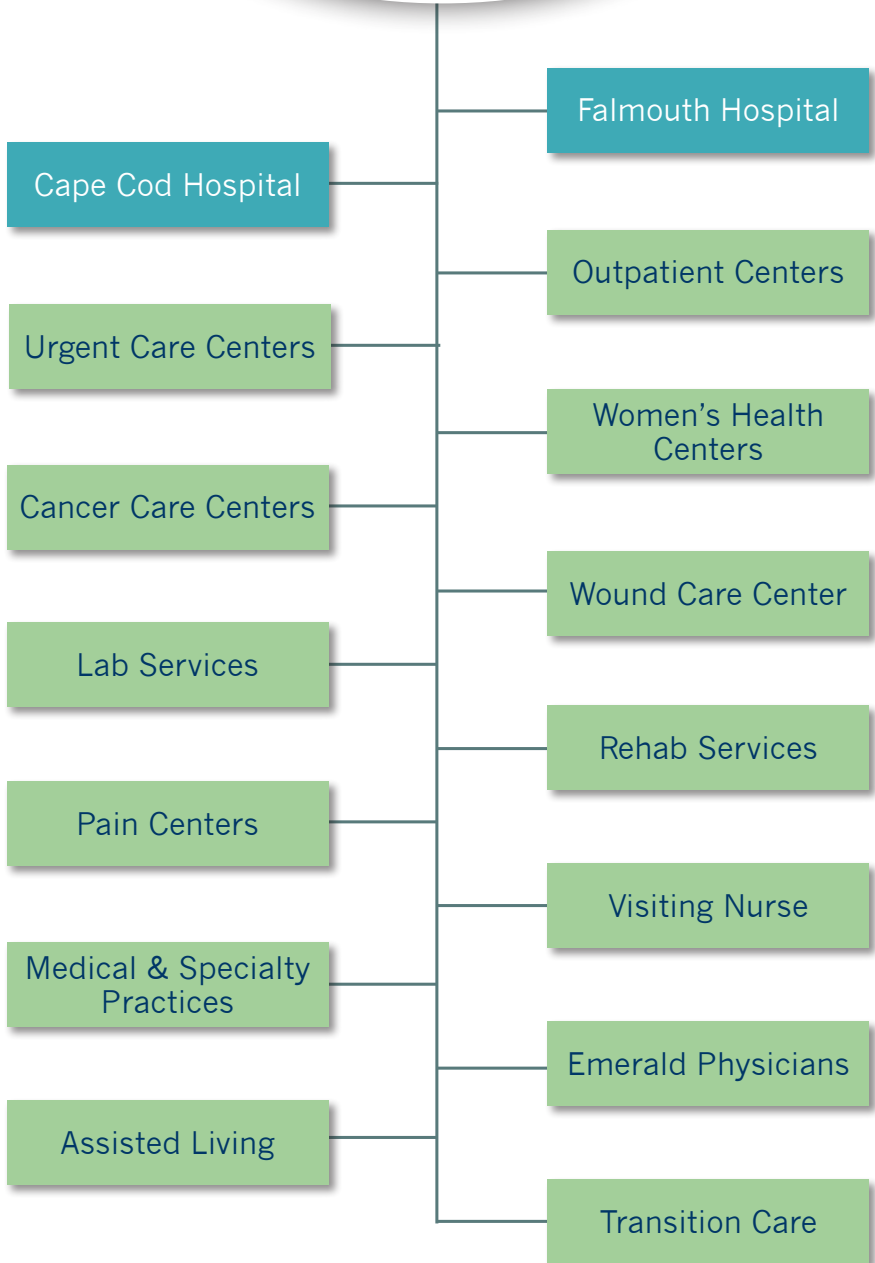 Falmouth Hospital
Cape Cod Hospital
Outpatient Centers
Urgent Care Centers
Women’s Health
Centers
Cancer Care Centers
Wound Care Center
Lab Services
Rehab Services
Pain Centers
Visiting Nurse
Medical & Specialty
Practices
Emerald Physicians
Assisted Living
Transition Care